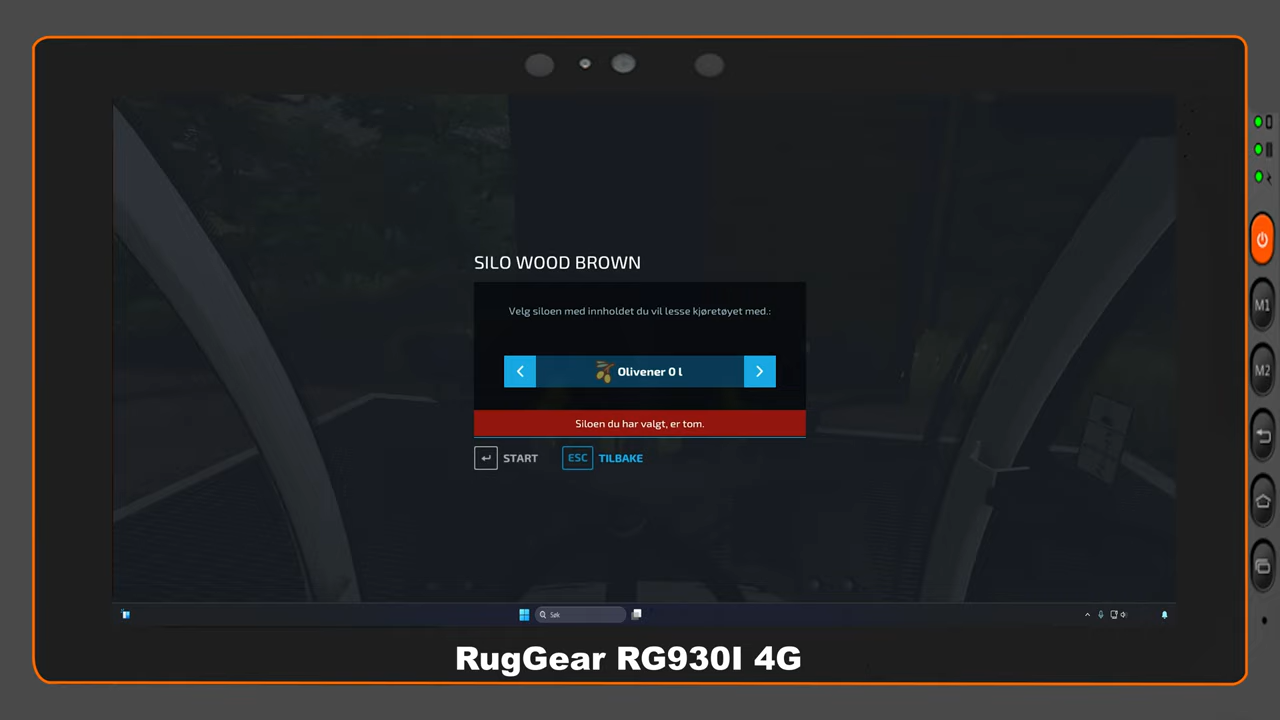 SILO WOOD BROWN
Velg siloen med innholdet du vil lesse kjøretøyet med.:
Olivener 0 l
Siloen du har valgt, er tom.
START
ESC TILBAKE
M1
M2
Søk
RugGear RG930I 4G